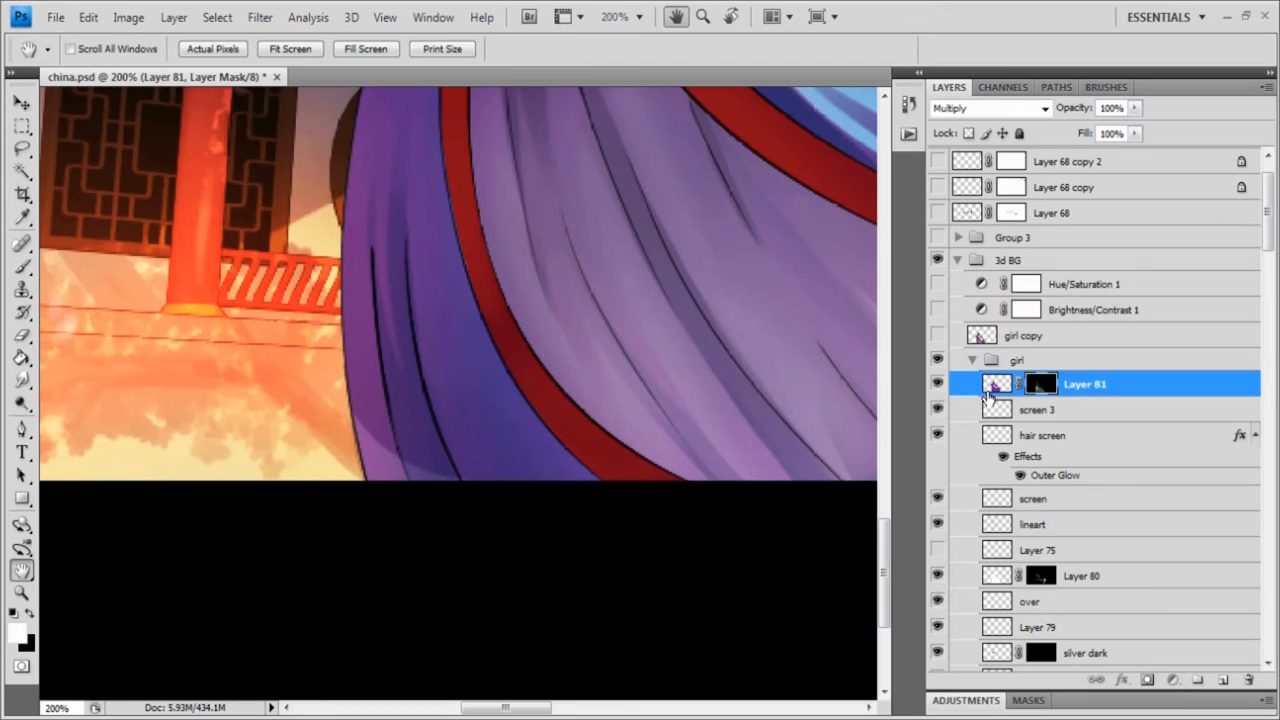 Ps File Edit Image Layer Select Filter Analysis 3D View Window Help Br 200% ESSENTIALS
Scroll All Windows Actual Pixels Fit Screen Fill Screen Print Size
china.psd @ 200% (Layer 81, Layer Mask/8) *
LAYERS CHANNELS PATHS BRUSHES
Multiply Opacity: 100%
Lock: Fill: 100%
Layer 68 copy 2
Layer 68 copy
Layer 68
Group 3
3d BG
Hue/Saturation 1
Brightness/Contrast 1
girl copy
girl
Layer 81
screen 3
hair screen fx
Effects
Outer Glow
screen
lineart
Layer 75
Layer 80
over
Layer 79
silver dark
fx
ADJUSTMENTS MASKS
200% Doc: 5.93M/434.1M